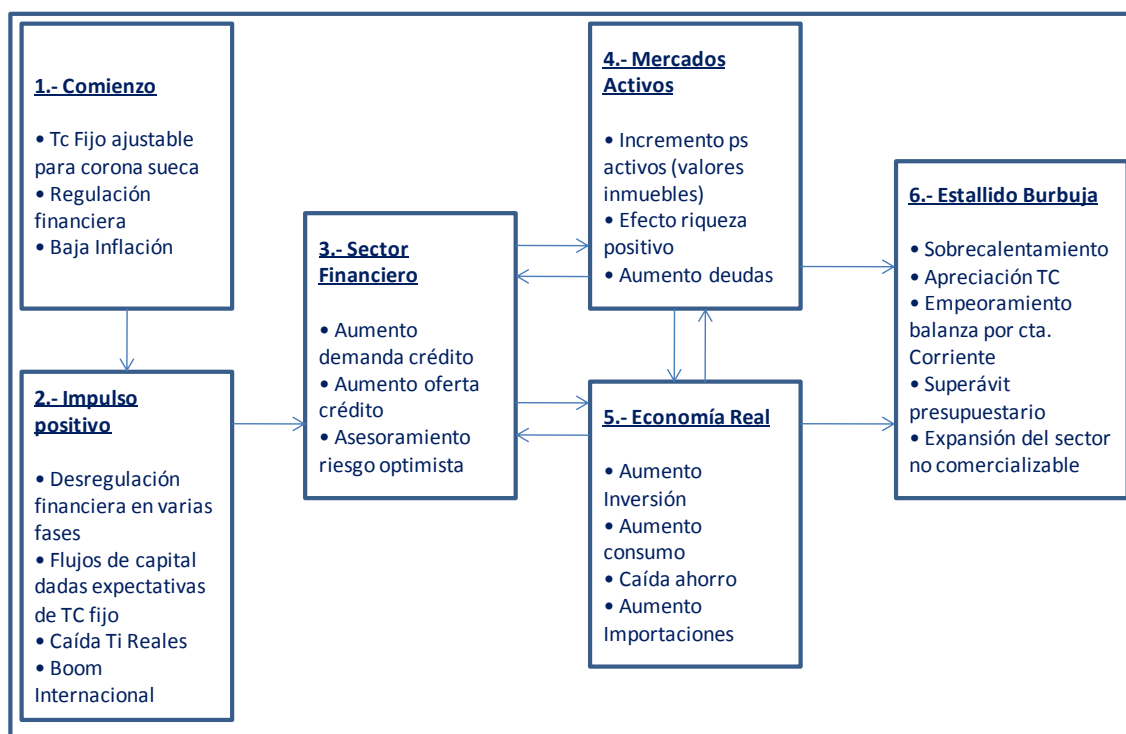 1.- Comienzo
• Tc Fijo ajustable
para corona sueca
• Regulación
financiera
• Baja Inflación
2.- Impulso
positivo
• Desregulación
financiera en varias
fases
• Flujos de capital
dadas expectativas
de TC fijo
• Caída Ti Reales
• Boom
Internacional
3.- Sector
Financiero
• Aumento
demanda crédito
• Aumento oferta
crédito
• Asesoramiento
riesgo optimista
4.- Mercados
Activos
• Incremento ps
activos (valores
inmuebles)
• Efecto riqueza
positivo
• Aumento deudas
5.- Economía Real
• Aumento
Inversión
• Aumento
consumo
• Caída ahorro
• Aumento
Importaciones
6.- Estallido Burbuja
• Sobrecalentamiento
• Apreciación TC
• Empeoramiento
balanza por cta.
Corriente
• Superávit
presupuestario
• Expansión del sector
no comercializable